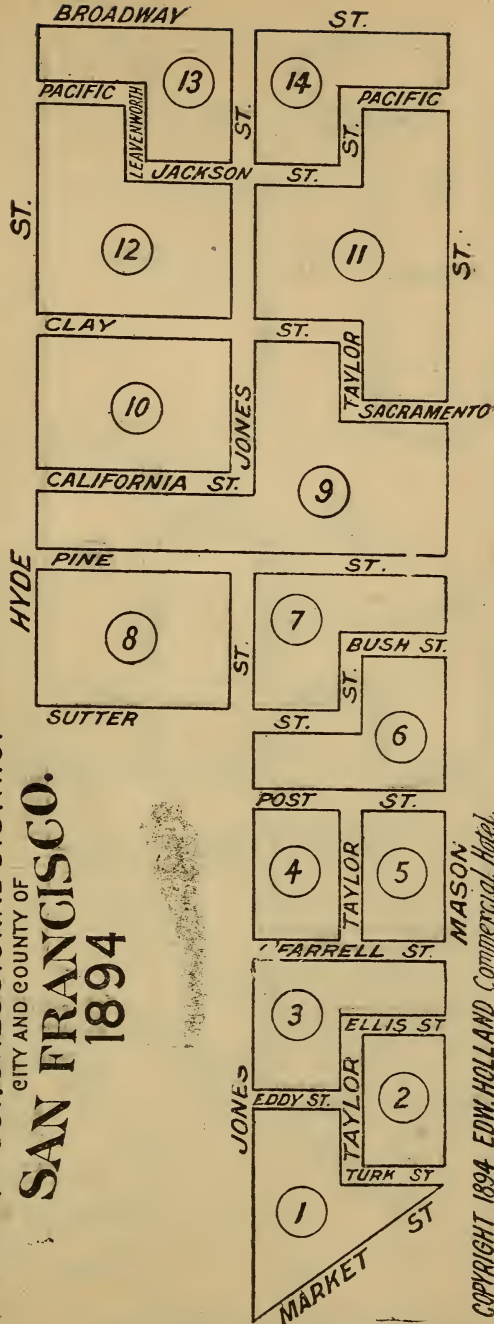 BROADWAY ST.
13
14
PACIFIC
LEAVENWORTH
ST.
ST.
PACIFIC
JACKSON ST.
ST.
12
11
ST.
CLAY ST.
TAYLOR
10
JONES
SACRAMENTO
CALIFORNIA ST.
9
HYDE
PINE ST.
7
8
ST.
BUSH ST.
ST.
SUTTER ST.
6
POST ST.
4
TAYLOR
5
MASON
FARRELL ST.
3
ELLIS ST
JONES
EDDY ST.
TAYLOR
2
TURK ST
1
MARKET ST
CITY AND COUNTY OF
SAN FRANCISCO.
1894
COPYRIGHT 1894 EDW. HOLLAND Commercial Hotel.